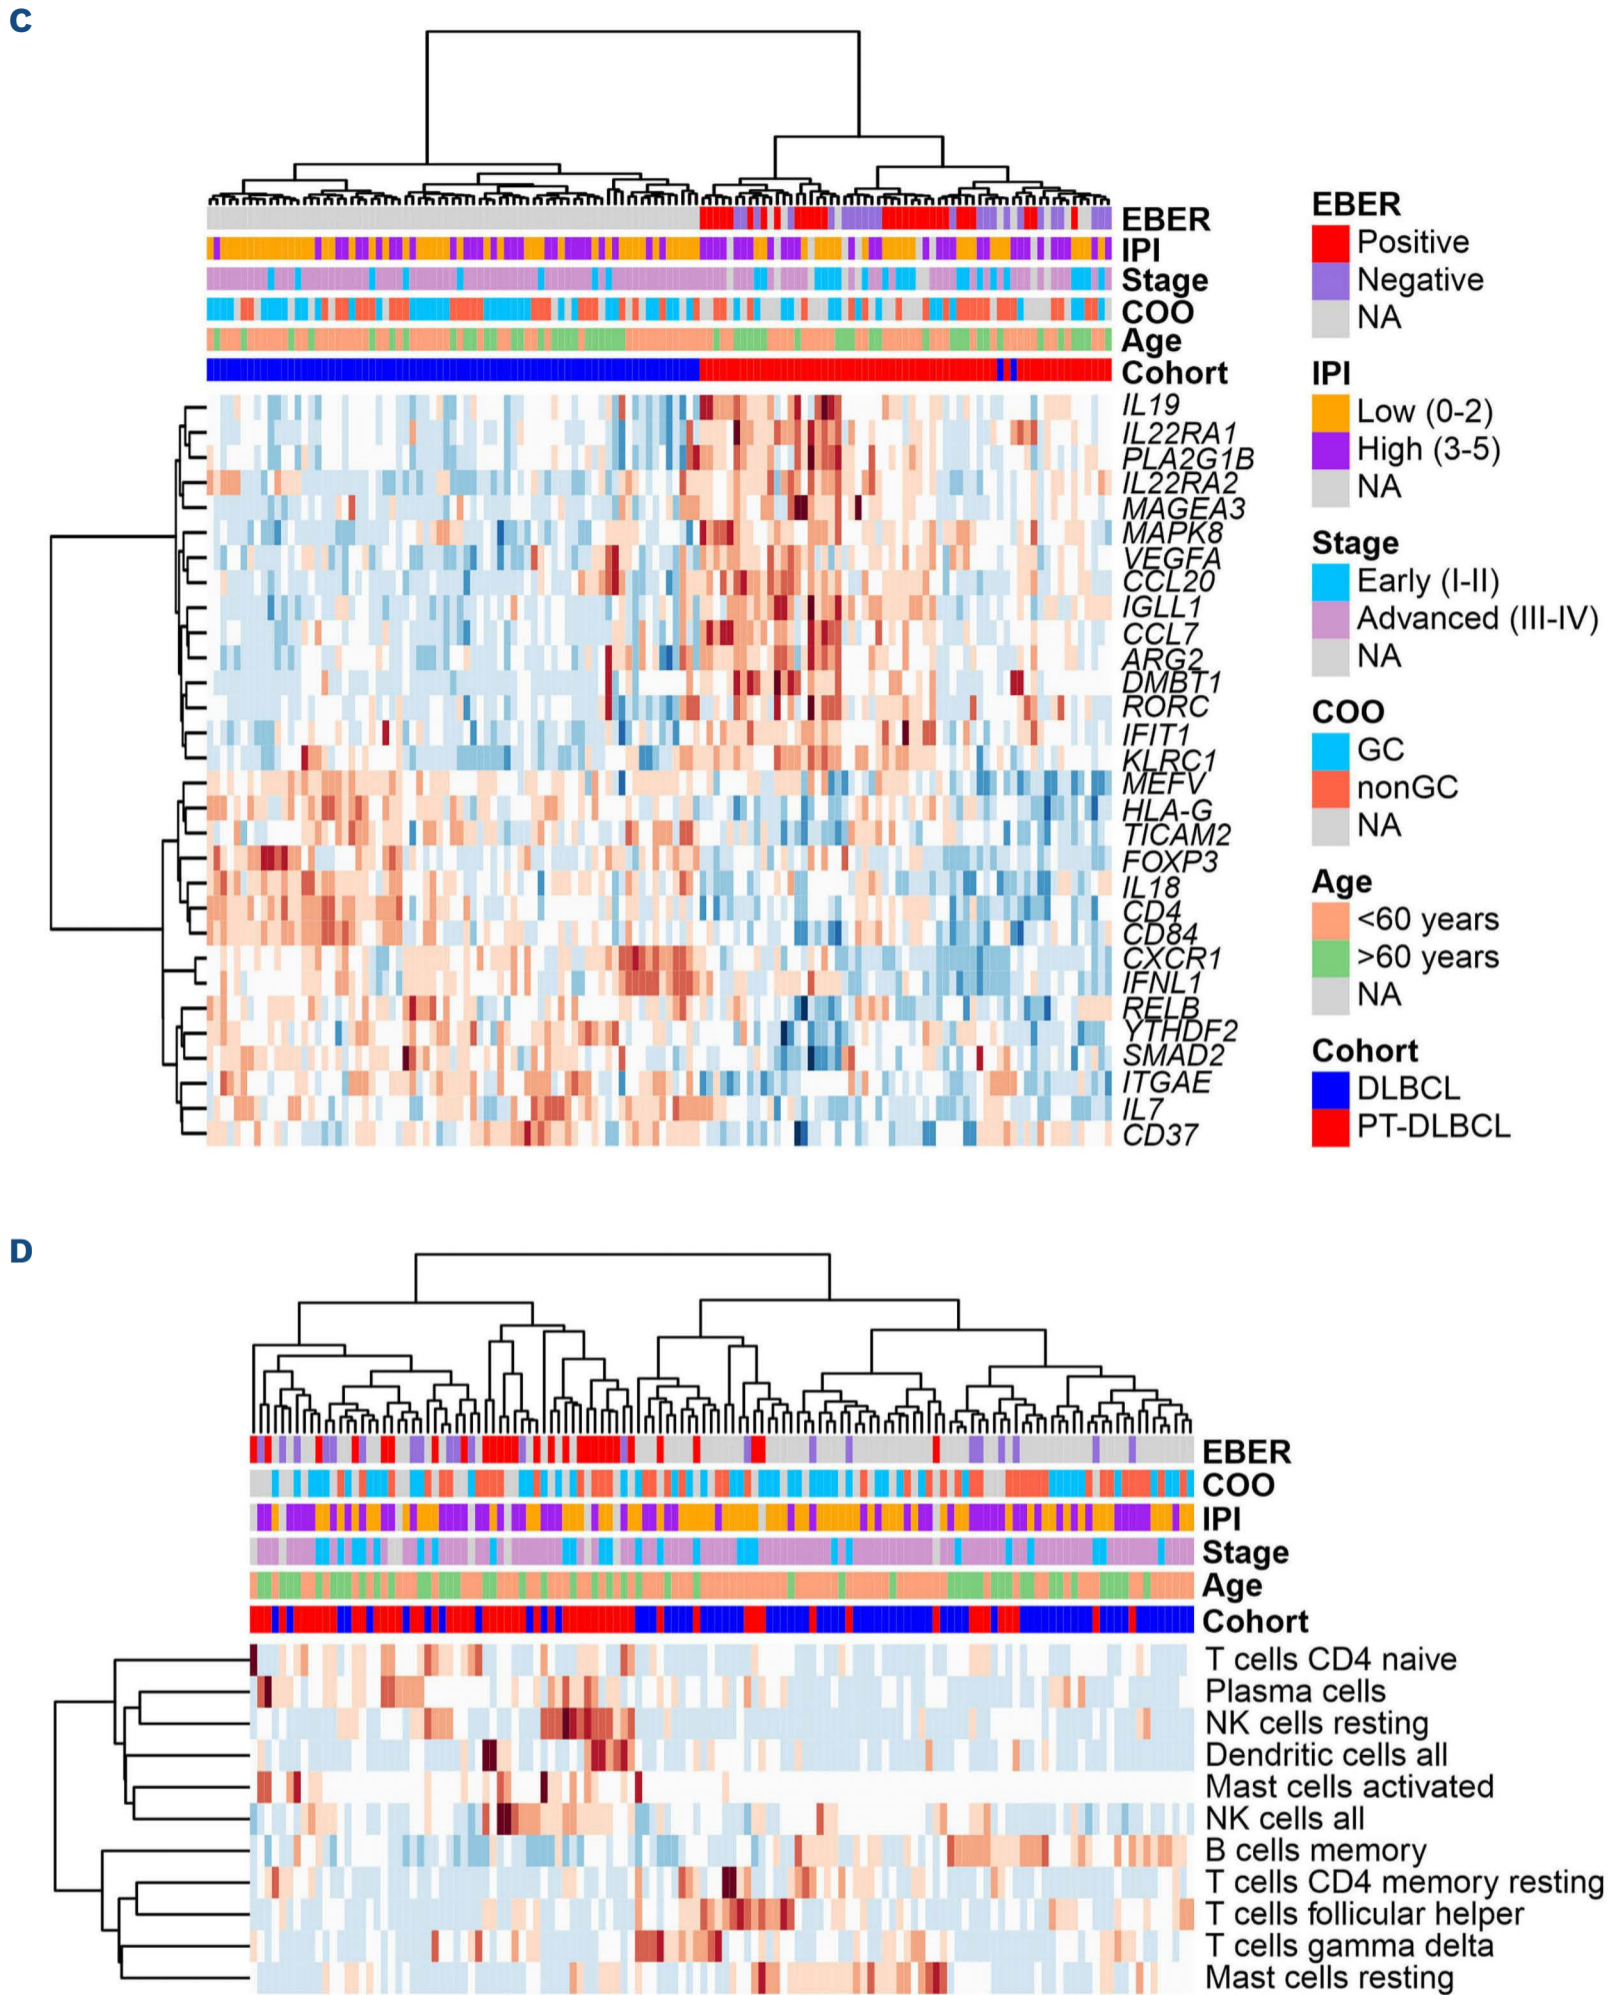 C
EBER
IPI
Stage
COO
Age
Cohort
IL19
IL22RA1
PLA2G1B
IL22RA2
MAGEA3
MAPK8
VEGFA
CCL20
IGLL1
CCL7
ARG2
DMBT1
RORC
IFIT1
KLRC1
MEFV
HLA-G
TICAM2
FOXP3
IL18
CD4
CD84
CXCR1
IFNL1
RELB
YTHDF2
SMAD2
ITGAE
IL7
CD37
EBER
Positive
Negative
NA
IPI
Low (0-2)
High (3-5)
NA
Stage
Early (I-II)
Advanced (III-IV)
NA
COO
GC
nonGC
NA
Age
<60 years
>60 years
NA
Cohort
DLBCL
PT-DLBCL
D
EBER
COO
IPI
Stage
Age
Cohort
T cells CD4 naive
Plasma cells
NK cells resting
Dendritic cells all
Mast cells activated
NK cells all
B cells memory
T cells CD4 memory resting
T cells follicular helper
T cells gamma delta
Mast cells resting